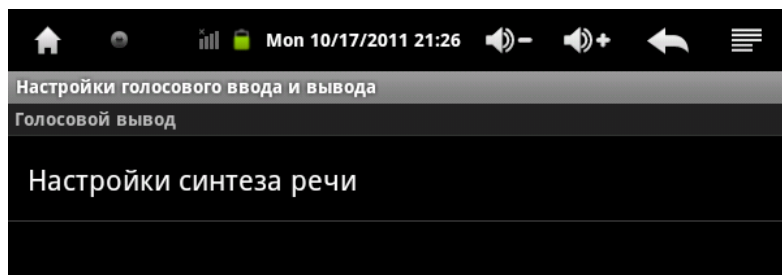 Mon 10/17/2011 21:26
Настройки голосового ввода и вывода
Голосовой вывод
Настройки синтеза речи